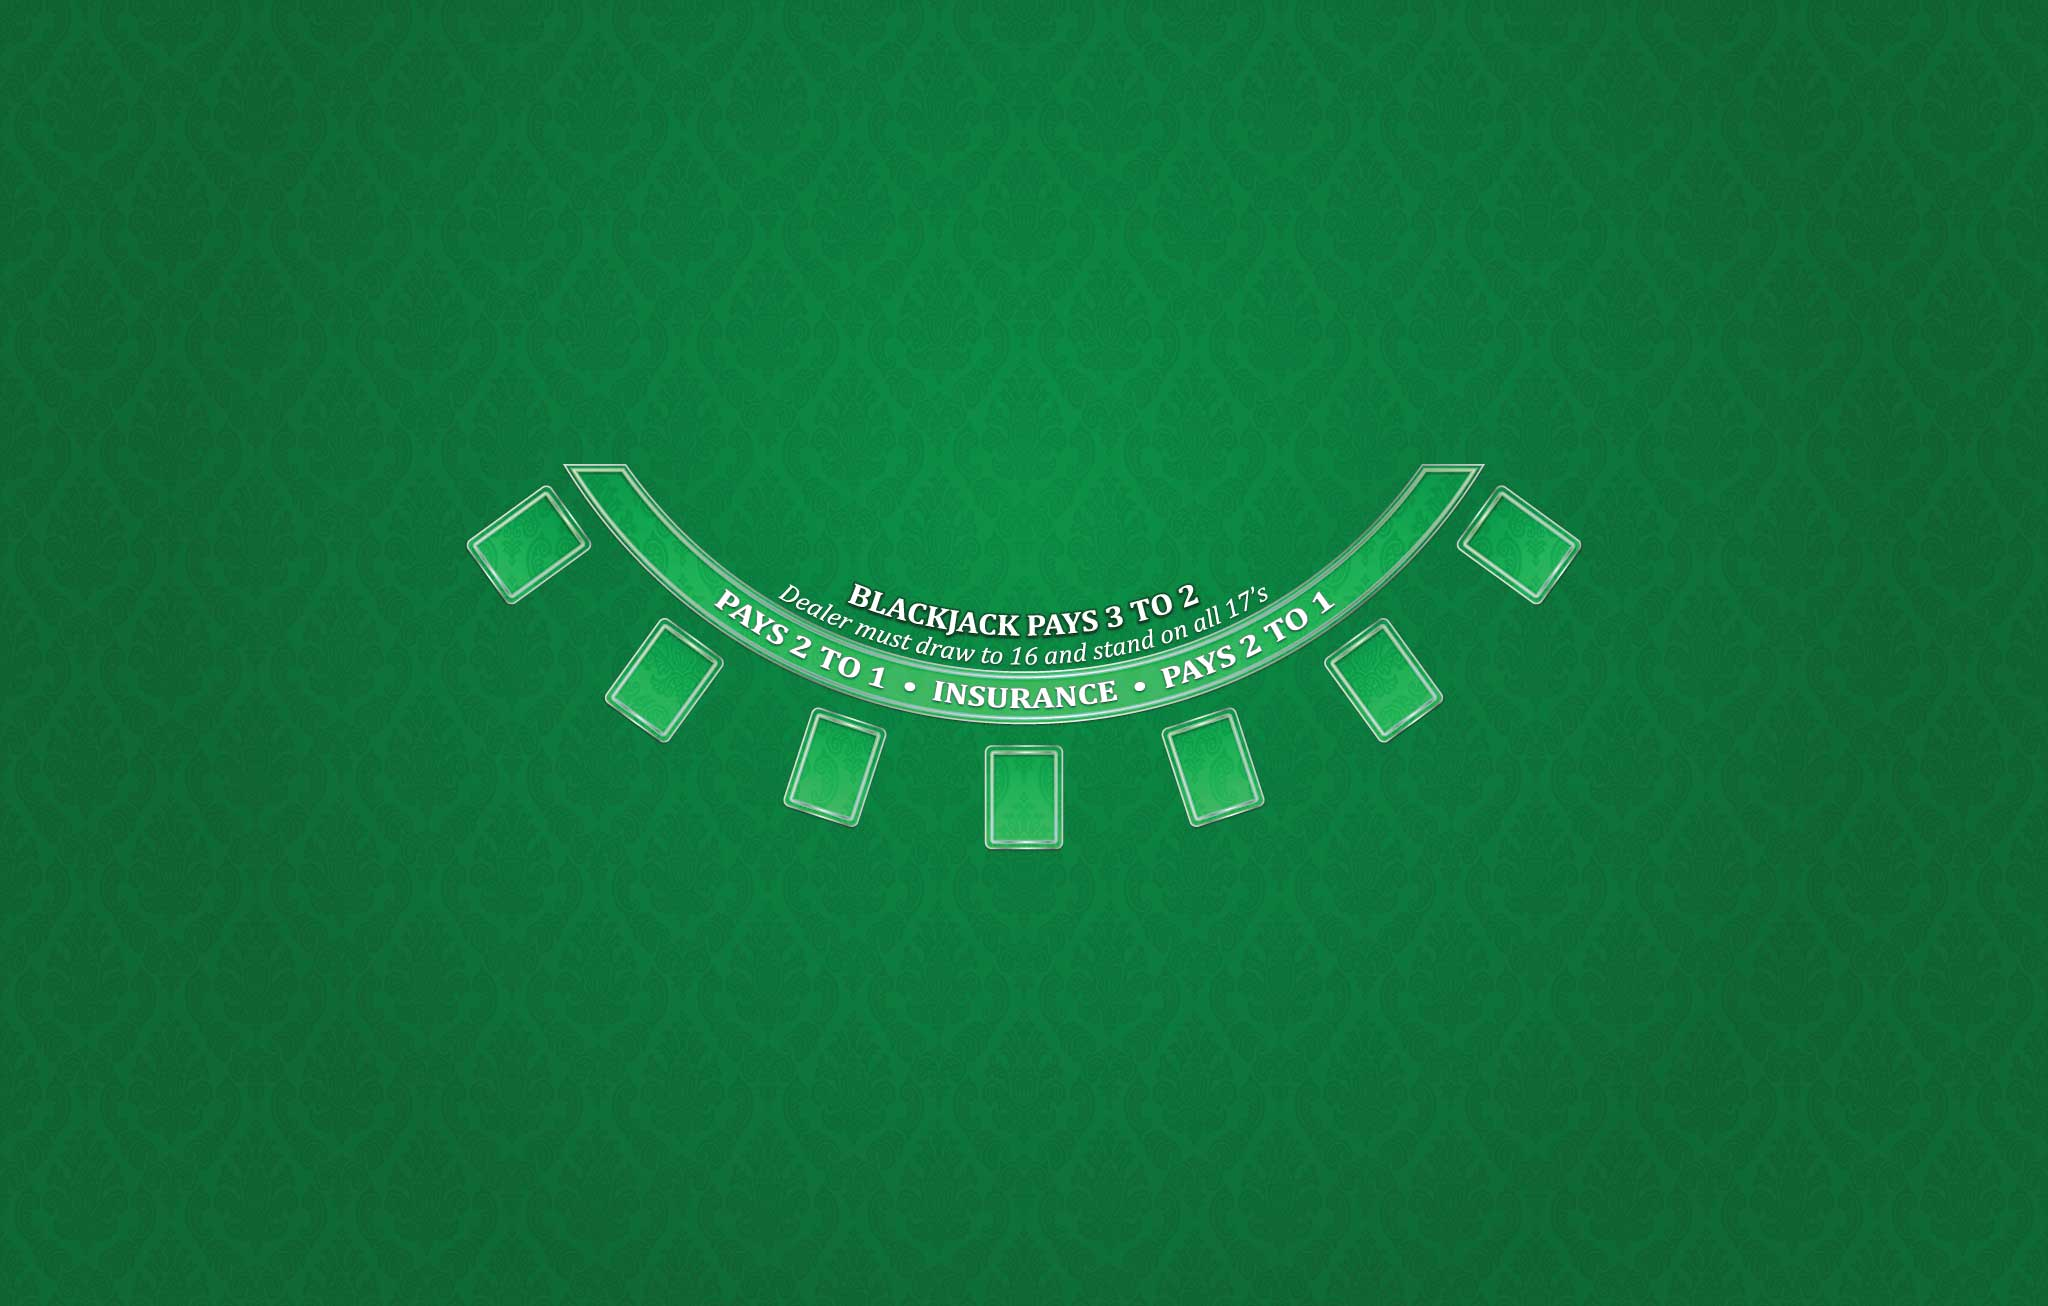 BLACKJACK PAYS 3 TO 2
Dealer must draw to 16 and stand on all 17's
PAYS 2 TO 1 • INSURANCE • PAYS 2 TO 1